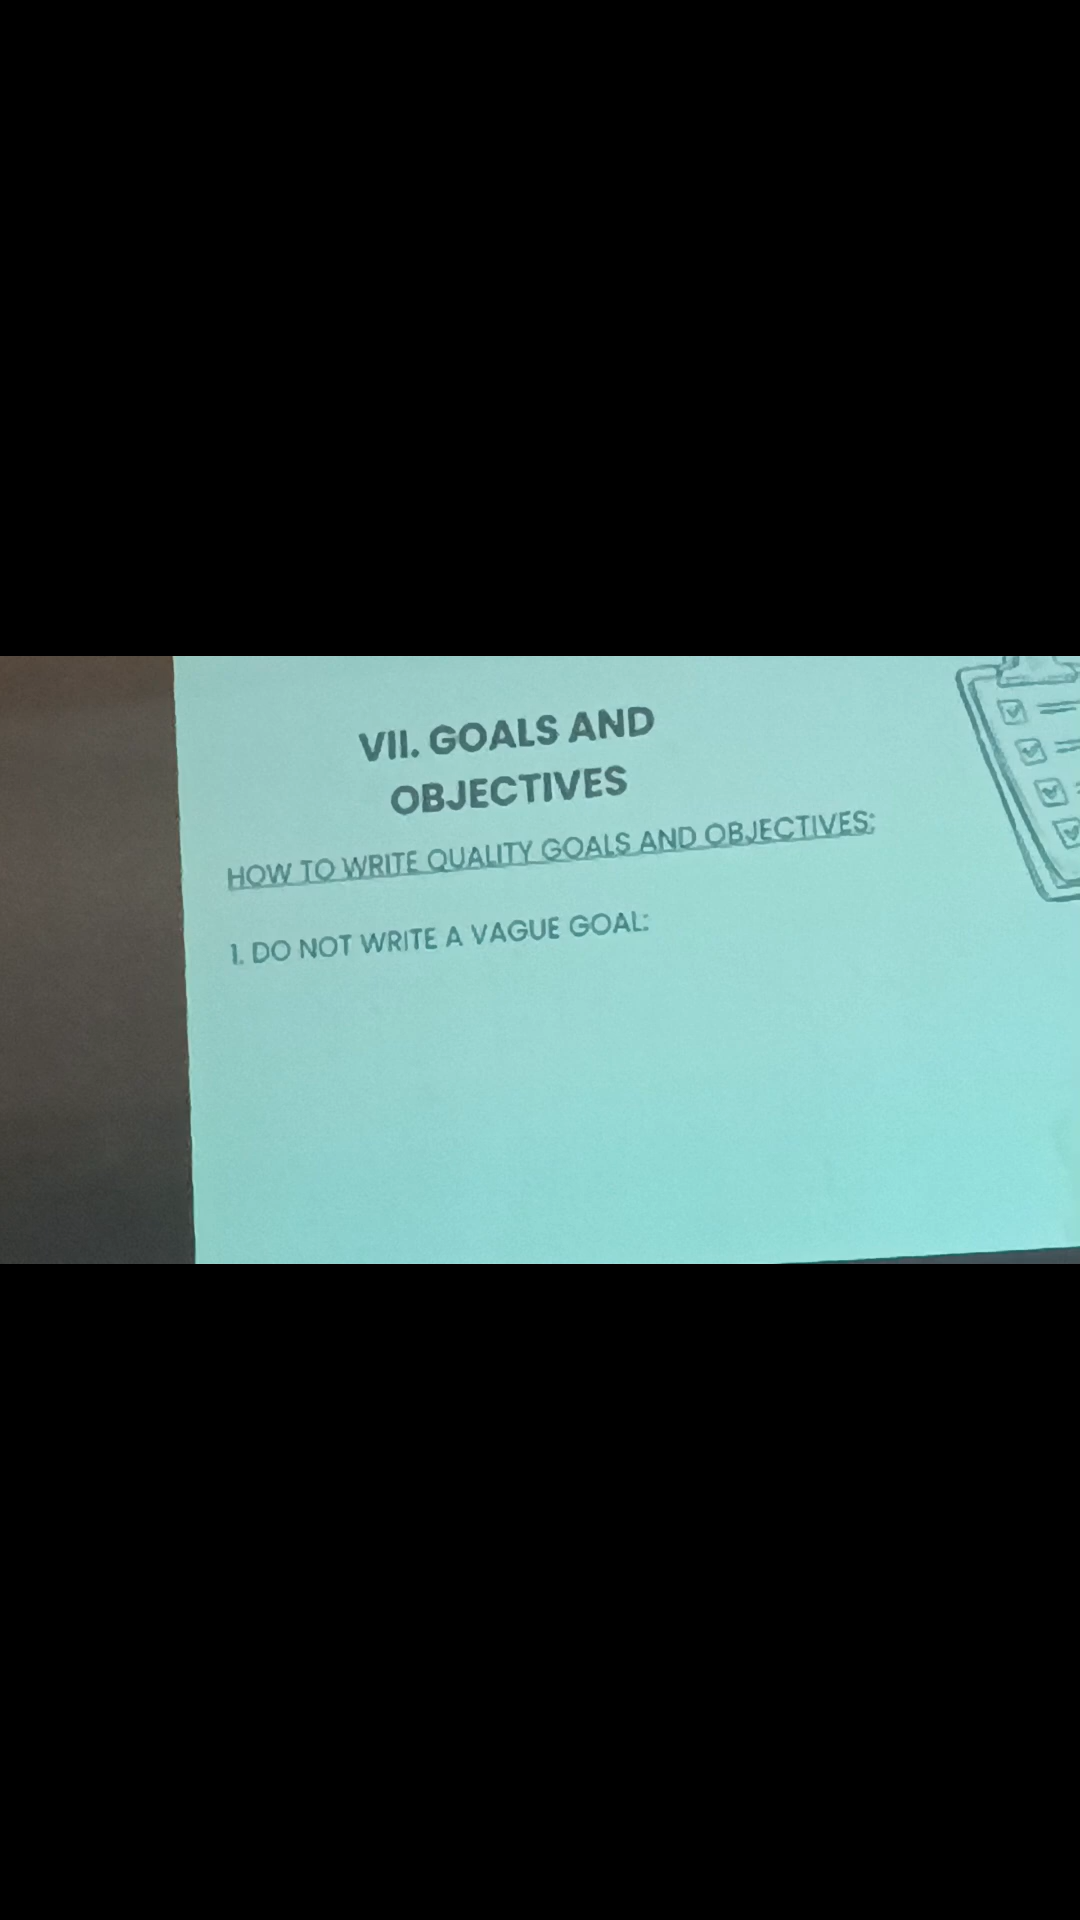 VII. GOALS AND
OBJECTIVES
HOW TO WRITE QUALITY GOALS AND OBJECTIVES:
1. DO NOT WRITE A VAGUE GOAL: